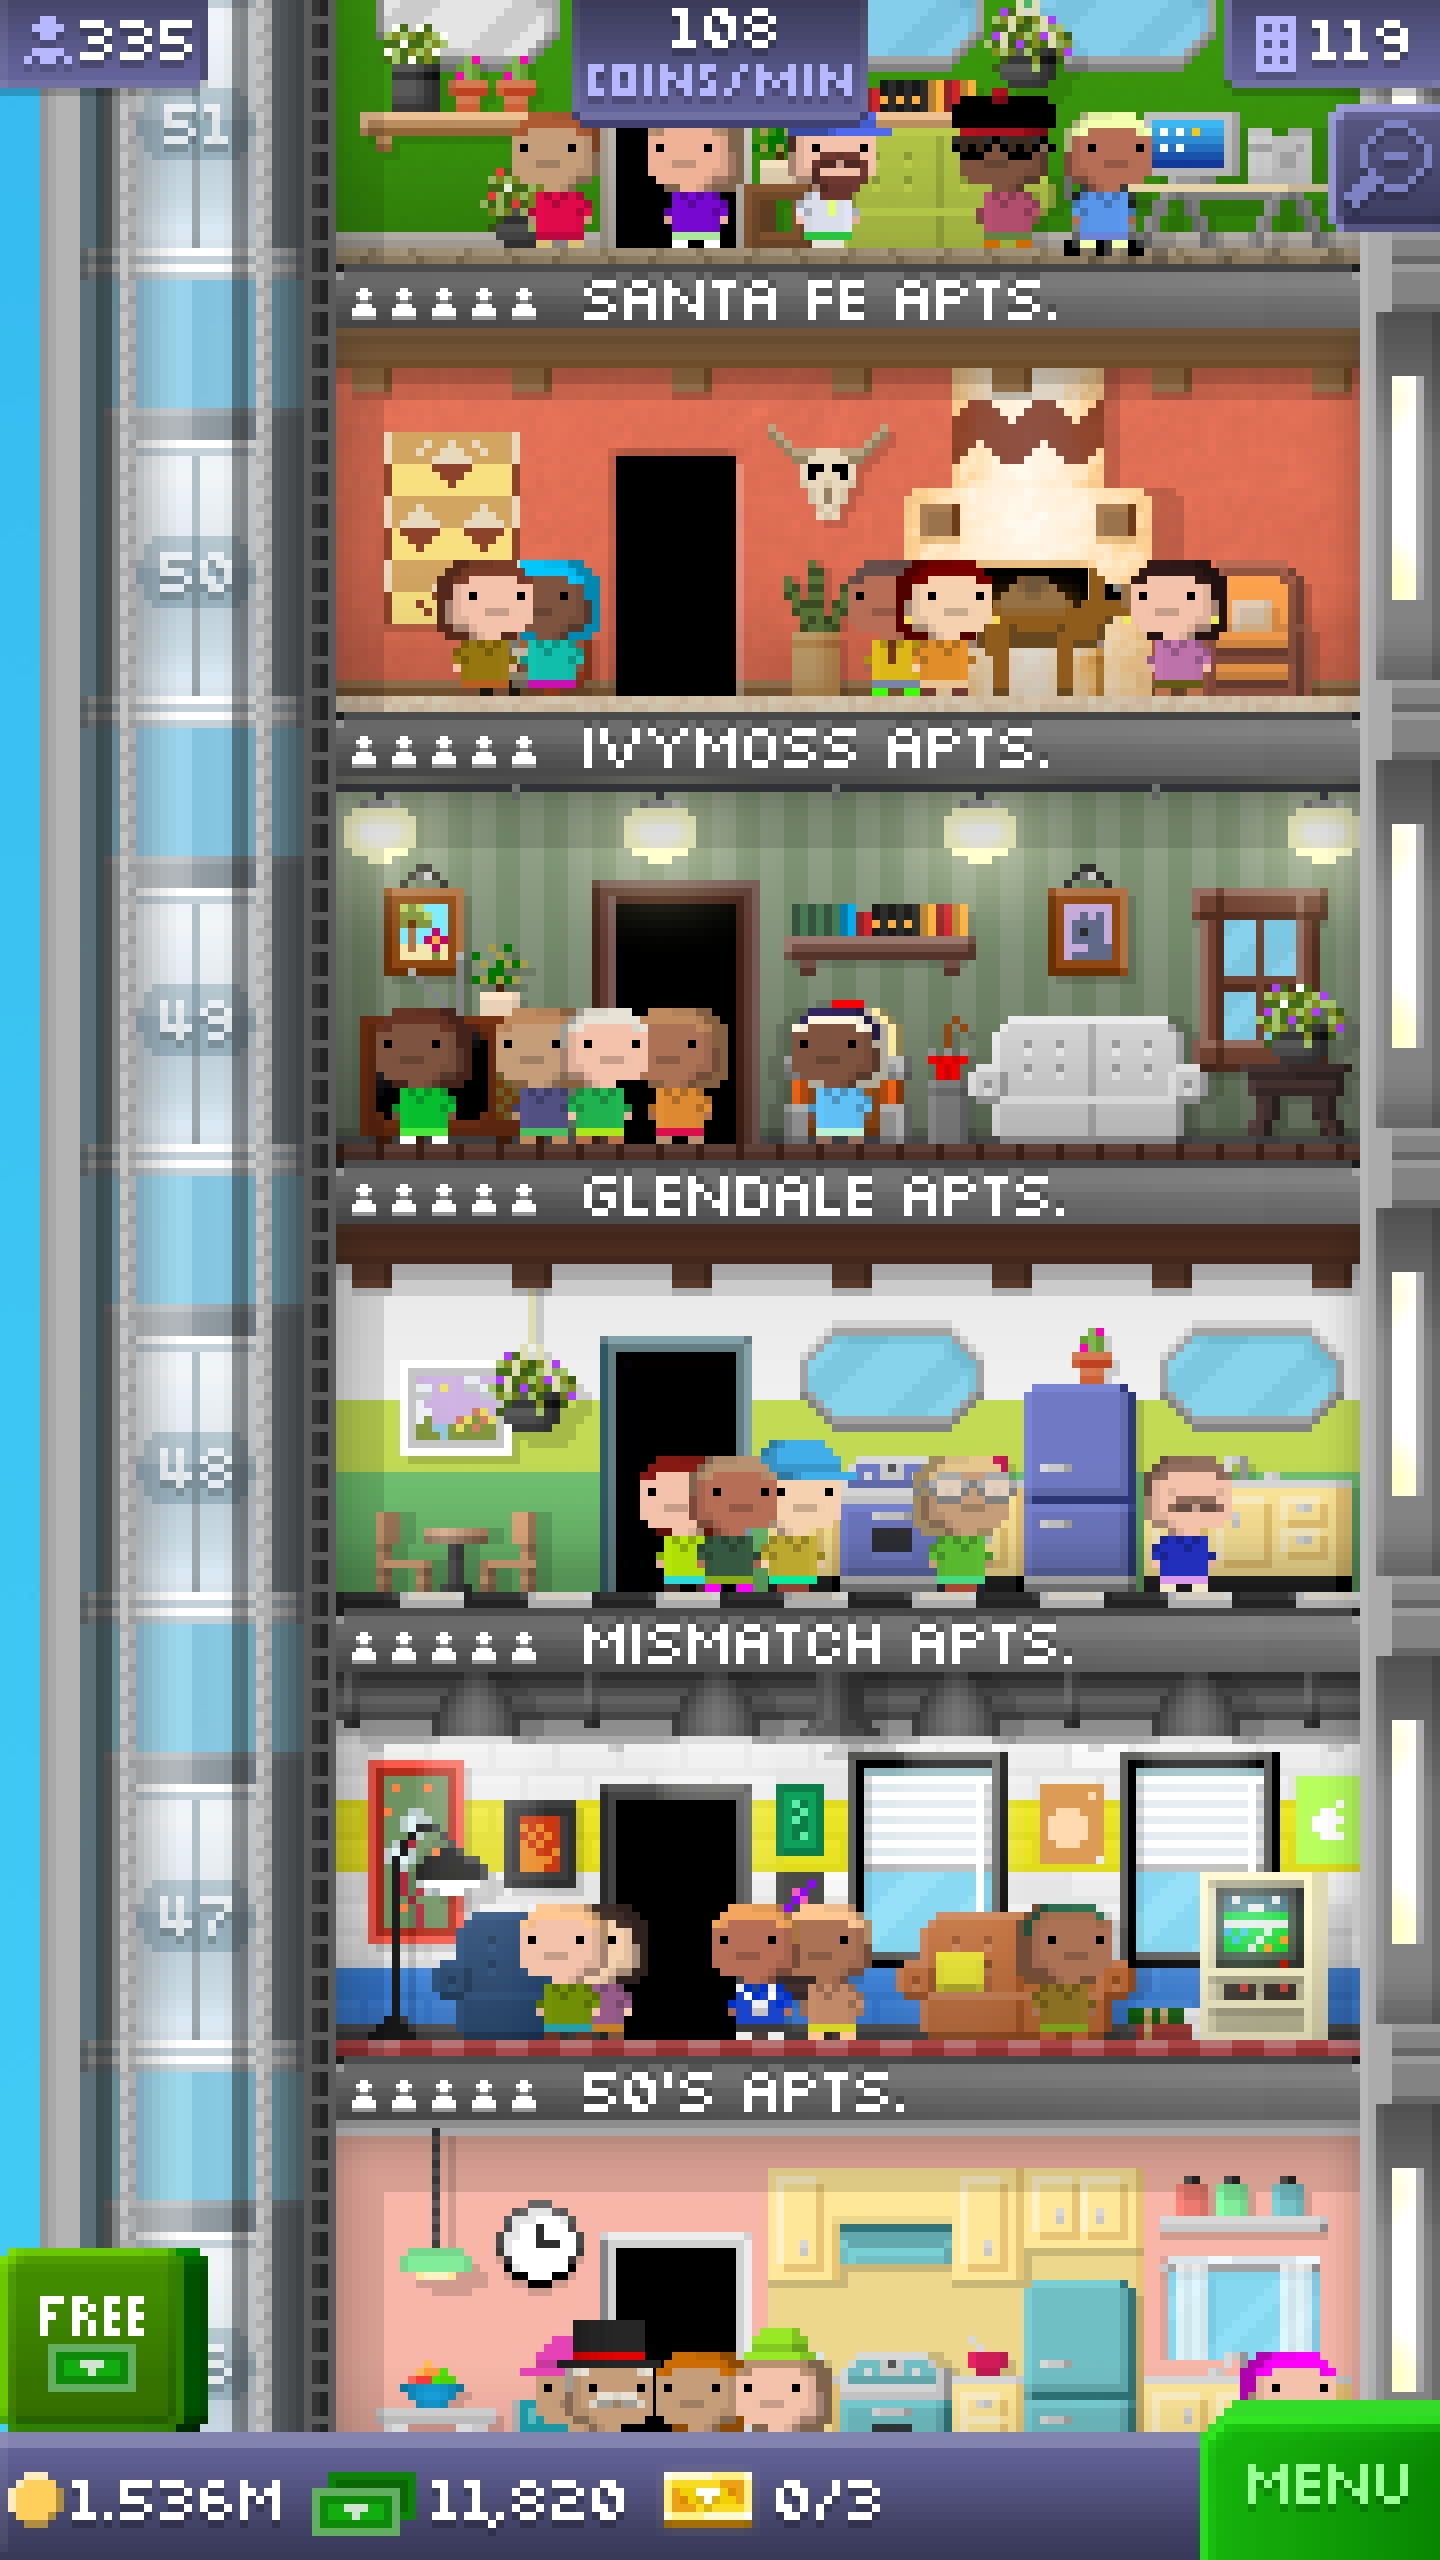 335
108
COINS/MIN
119
51
SANTA FE APTS.
50
IVYMOSS APTS.
49
GLENDALE APTS.
48
MISMATCH APTS.
47
50'S APTS.
FREE
1.536M
11,820
0/3
MENU